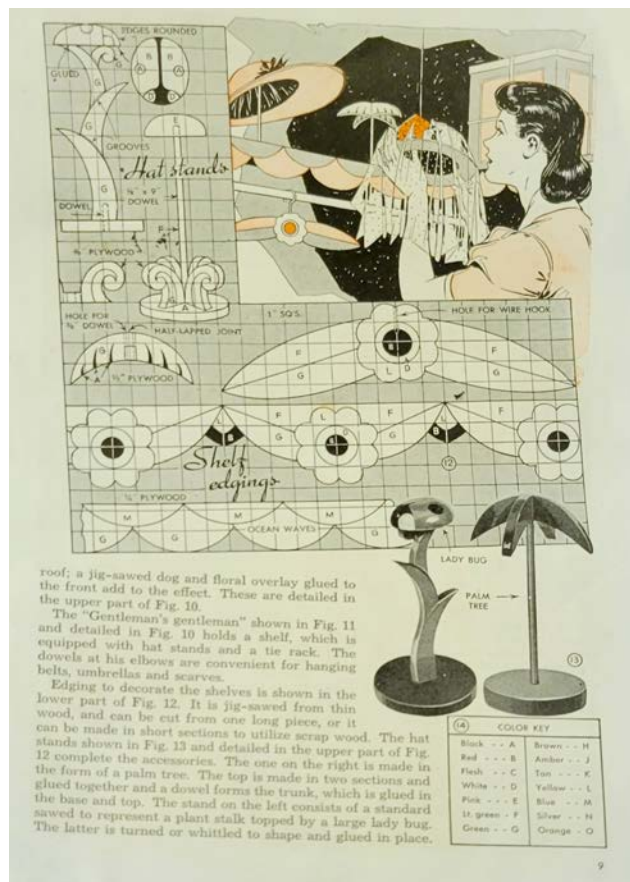 EDGES ROUNDED
GLUED
GROOVES
Hat stands
DOWEL
DOWEL
PLYWOOD
HOLE FOR
DOWEL
HALF-LAPPED JOINT
1" SQ'S.
HOLE FOR WIRE HOOK
PLYWOOD
Shelf
edgings
12
PLYWOOD
OCEAN WAVES
LADY BUG
PALM
TREE
13
roof; a jig-sawed dog and floral overlay glued to
the front add to the effect. These are detailed in
the upper part of Fig. 10.
The "Gentleman's gentleman" shown in Fig. 11
and detailed in Fig. 10 holds a shelf, which is
equipped with hat stands and a tie rack. The
dowels at his elbows are convenient for hanging
belts, umbrellas and scarves.
Edging to decorate the shelves is shown in the
lower part of Fig. 12. It is jig-sawed from thin
wood, and can be cut from one long piece, or it
can be made in short sections to utilize scrap wood. The hat
stands shown in Fig. 13 and detailed in the upper part of Fig.
12 complete the accessories. The one on the right is made in
the form of a palm tree. The top is made in two sections and
glued together and a dowel forms the trunk, which is glued in
the base and top. The stand on the left consists of a standard
sawed to represent a plant stalk topped by a large lady bug.
The latter is turned or whittled to shape and glued in place.
14 COLOR KEY
Black - - A Brown - - H
Red - - - B Amber - - J
Flesh - - C Tan - - - K
White - - D Yellow - - L
Pink - - - E Blue - - - M
Lt. green - F Silver - - N
Green - - G Orange - O
9